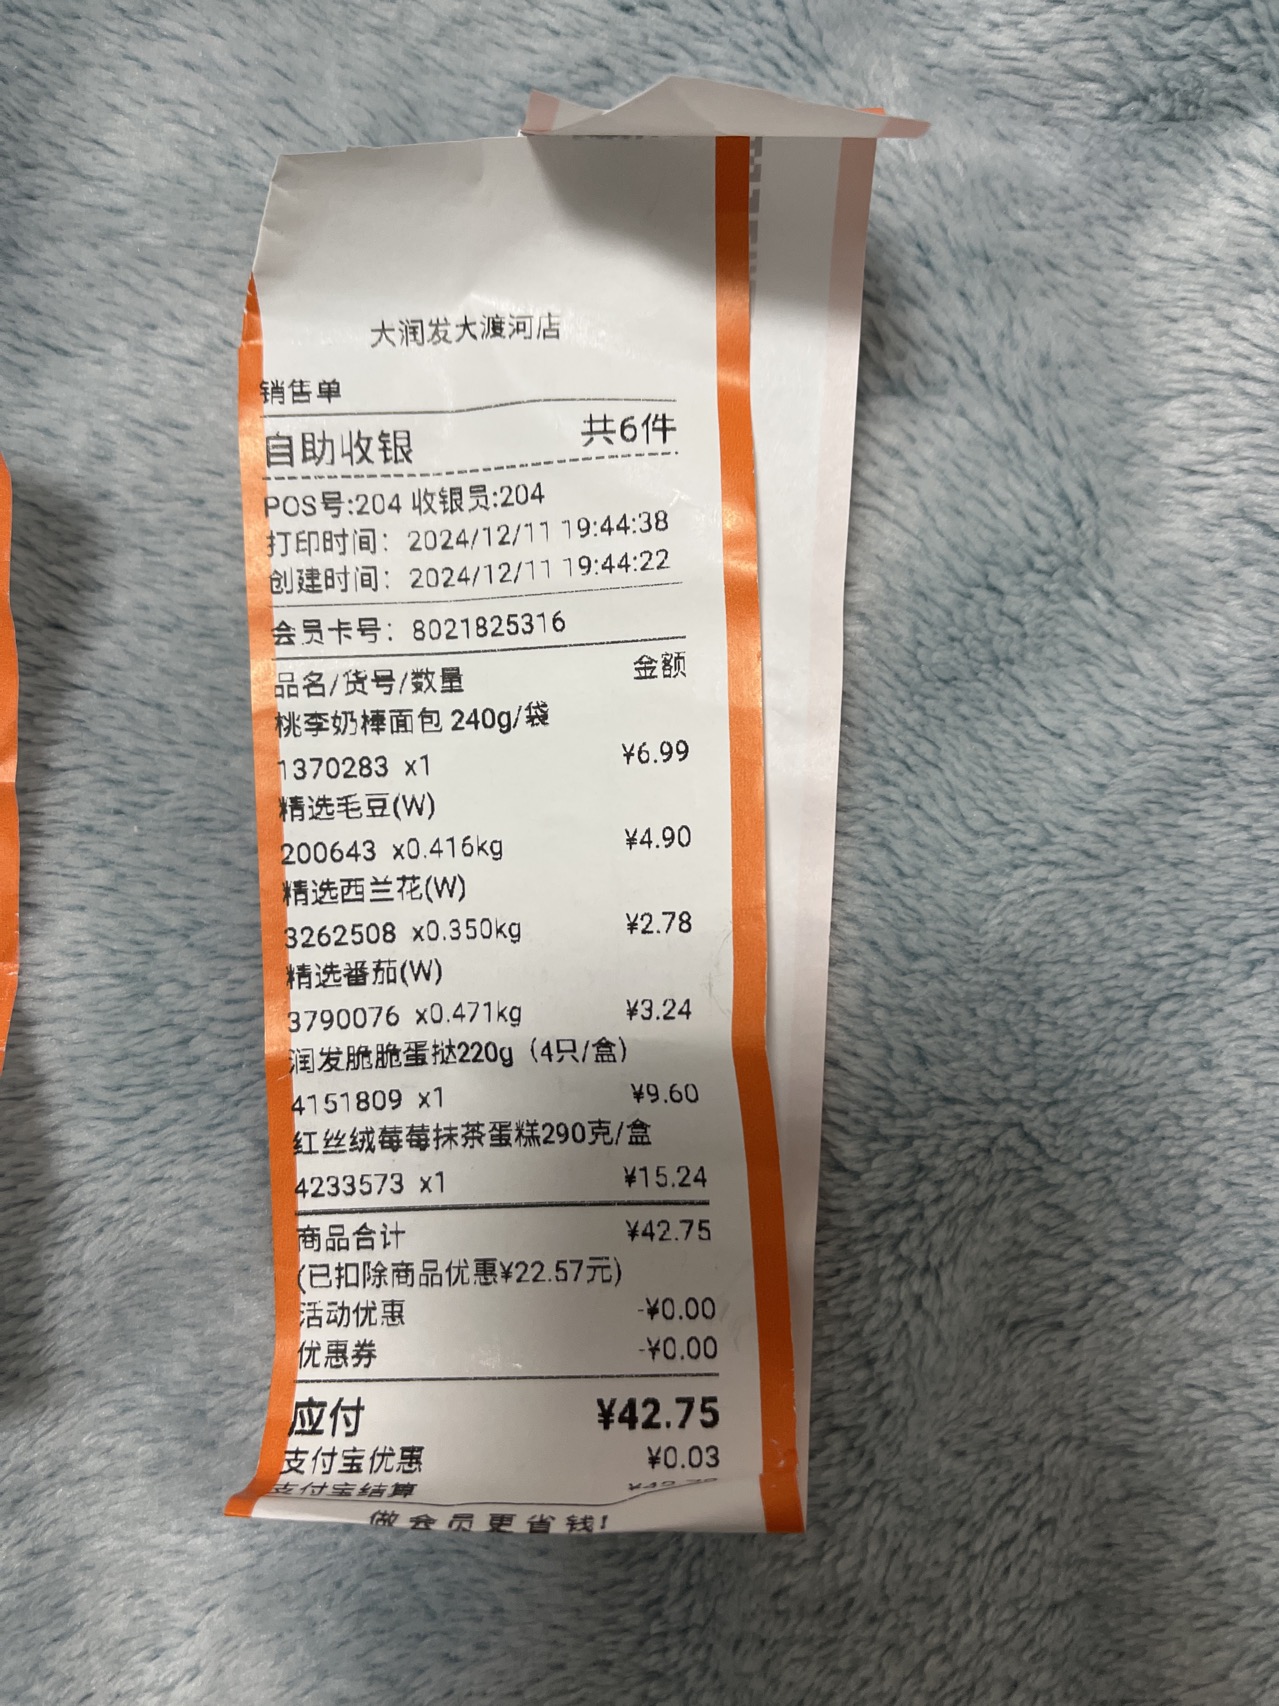 大润发大渡河店
销售单
自助收银 共6件
POS号:204 收银员:204
打印时间: 2024/12/11 19:44:38
创建时间: 2024/12/11 19:44:22
会员卡号: 8021825316
品名/货号/数量 金额
桃李奶棒面包 240g/袋
1370283 x1 ¥6.99
精选毛豆(W)
200643 x0.416kg ¥4.90
精选西兰花(W)
3262508 x0.350kg ¥2.78
精选番茄(W)
3790076 x0.471kg ¥3.24
润发脆脆蛋挞220g（4只/盒）
4151809 x1 ¥9.60
红丝绒莓莓抹茶蛋糕290克/盒
4233573 x1 ¥15.24
商品合计 ¥42.75
(已扣除商品优惠¥22.57元)
活动优惠 -¥0.00
优惠券 -¥0.00
应付 ¥42.75
支付宝优惠 ¥0.03
支付宝结算
做会员更省钱!